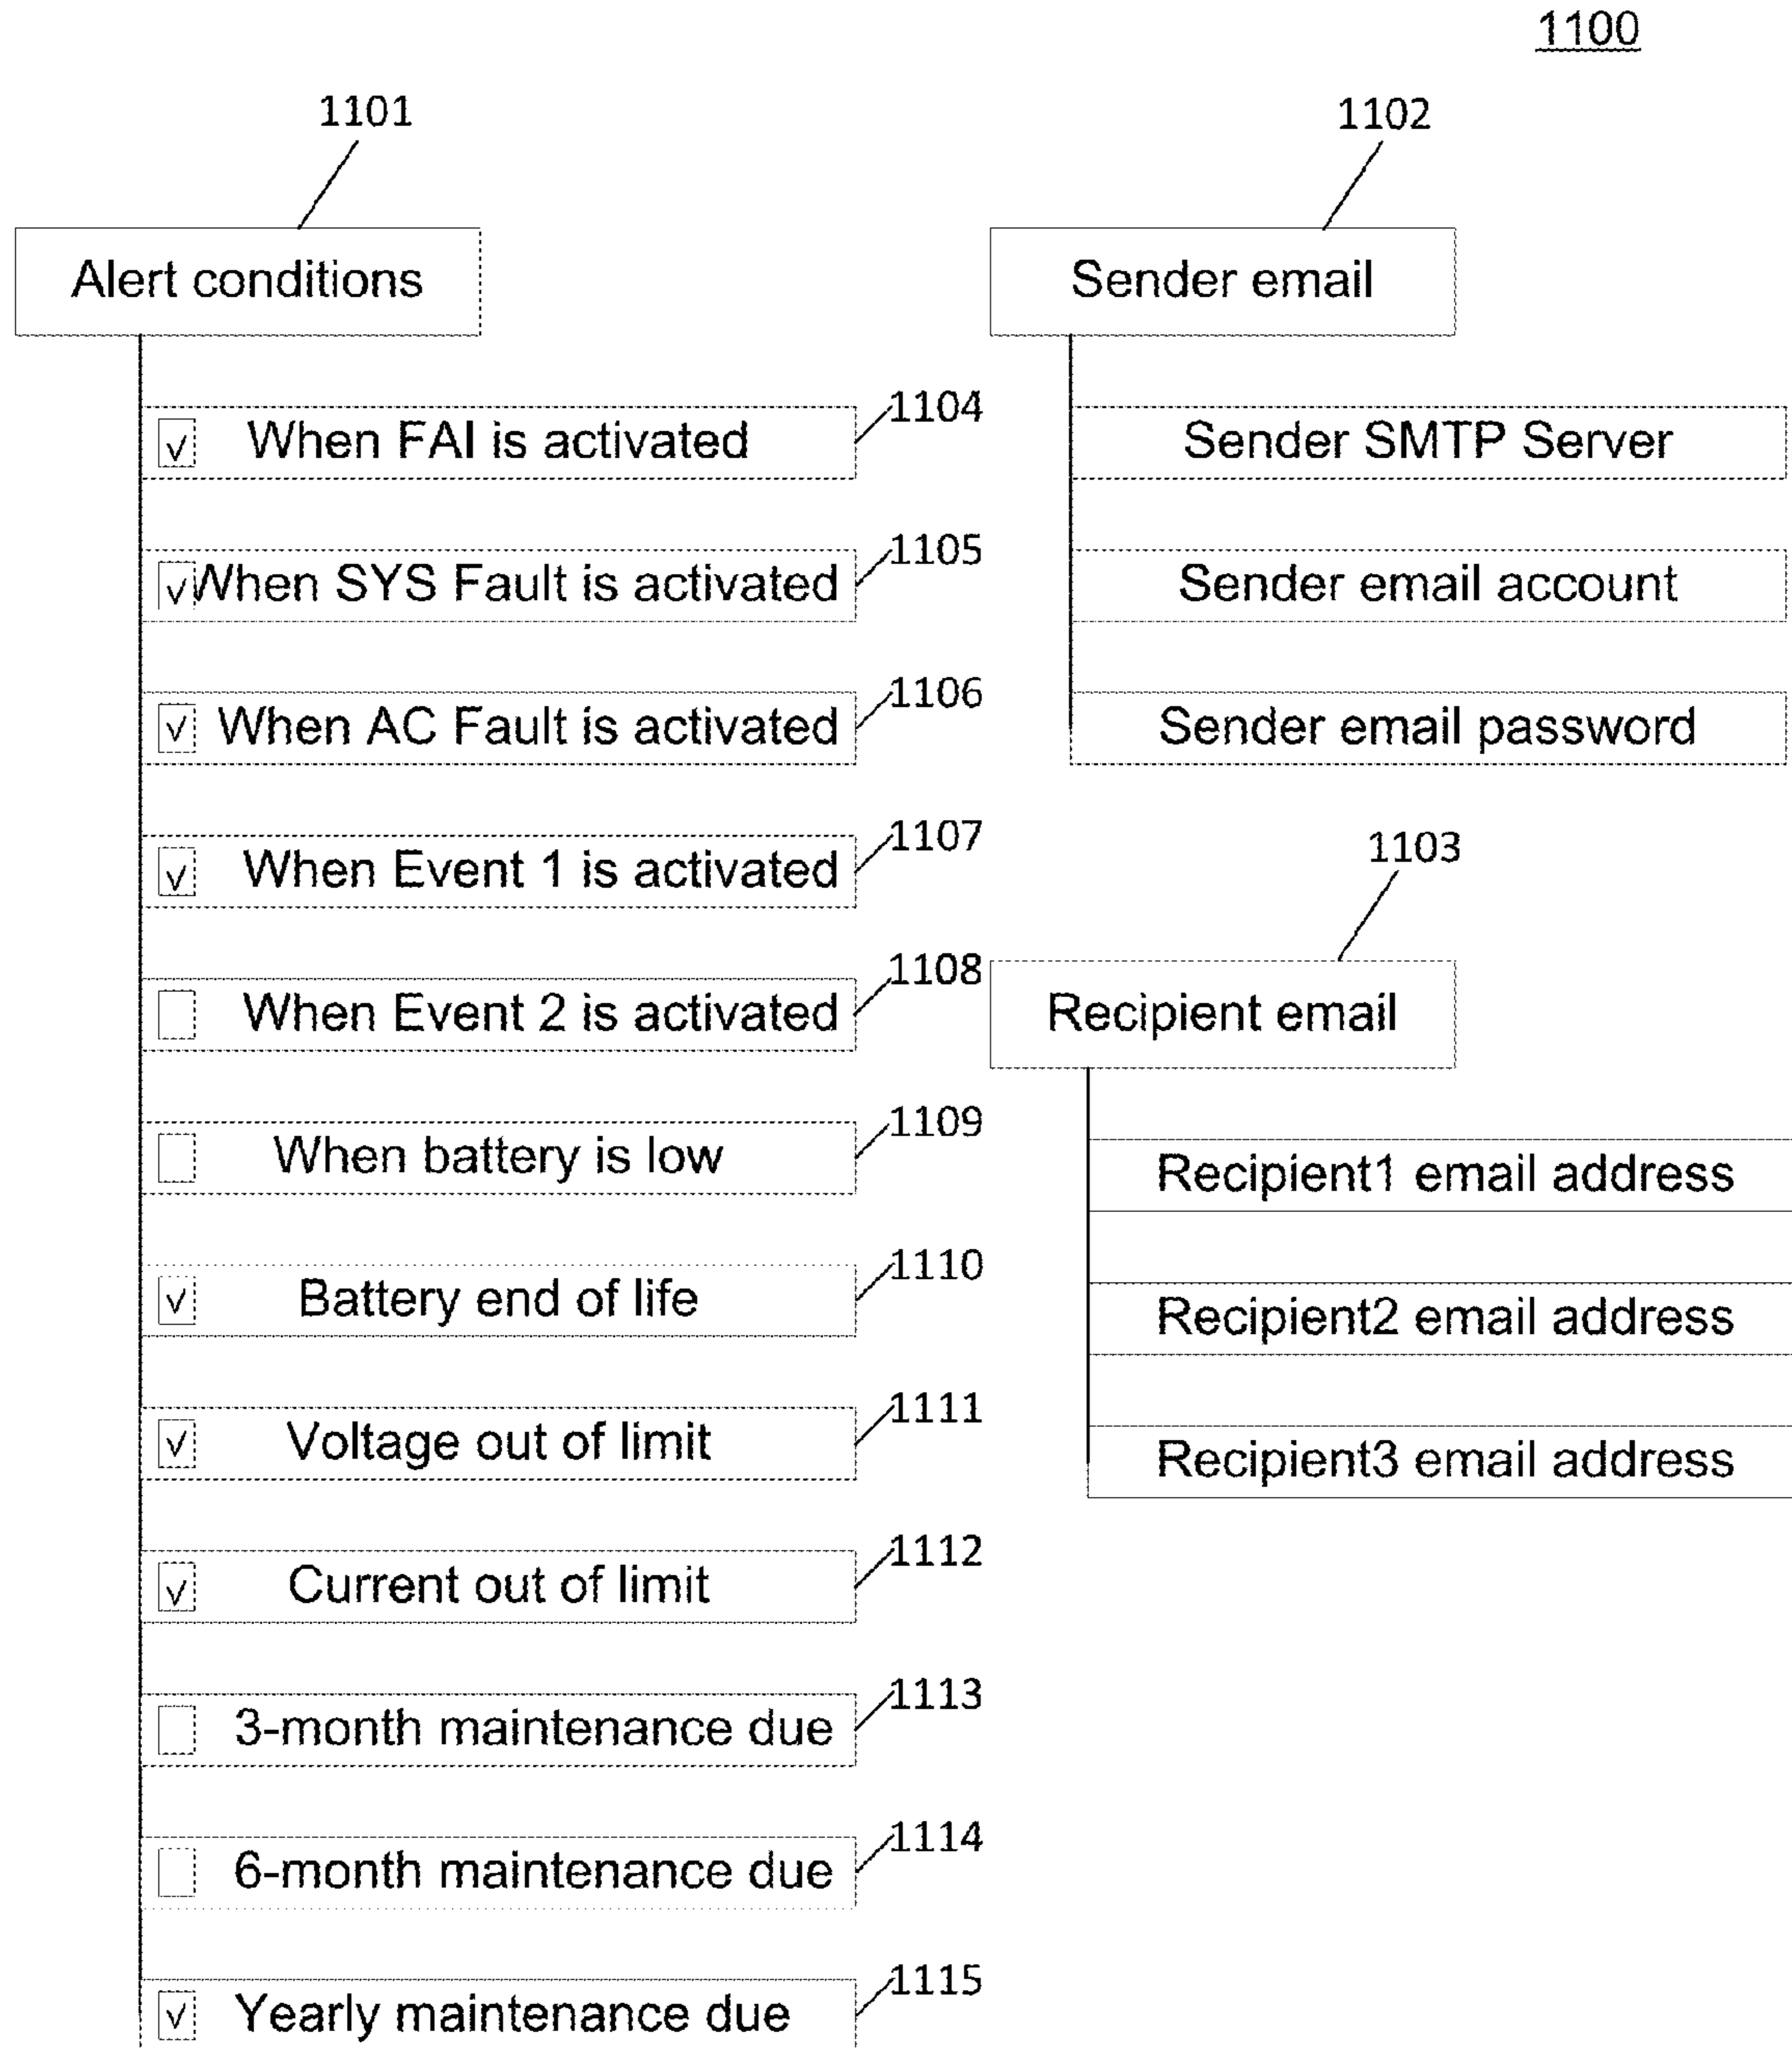 1100
1101
Alert conditions
✓ When FAI is activated 1104
✓ When SYS Fault is activated 1105
✓ When AC Fault is activated 1106
✓ When Event 1 is activated 1107
When Event 2 is activated 1108
When battery is low 1109
✓ Battery end of life 1110
✓ Voltage out of limit 1111
✓ Current out of limit 1112
3-month maintenance due 1113
6-month maintenance due 1114
✓ Yearly maintenance due 1115
1102
Sender email
Sender SMTP Server
Sender email account
Sender email password
1103
Recipient email
Recipient1 email address
Recipient2 email address
Recipient3 email address